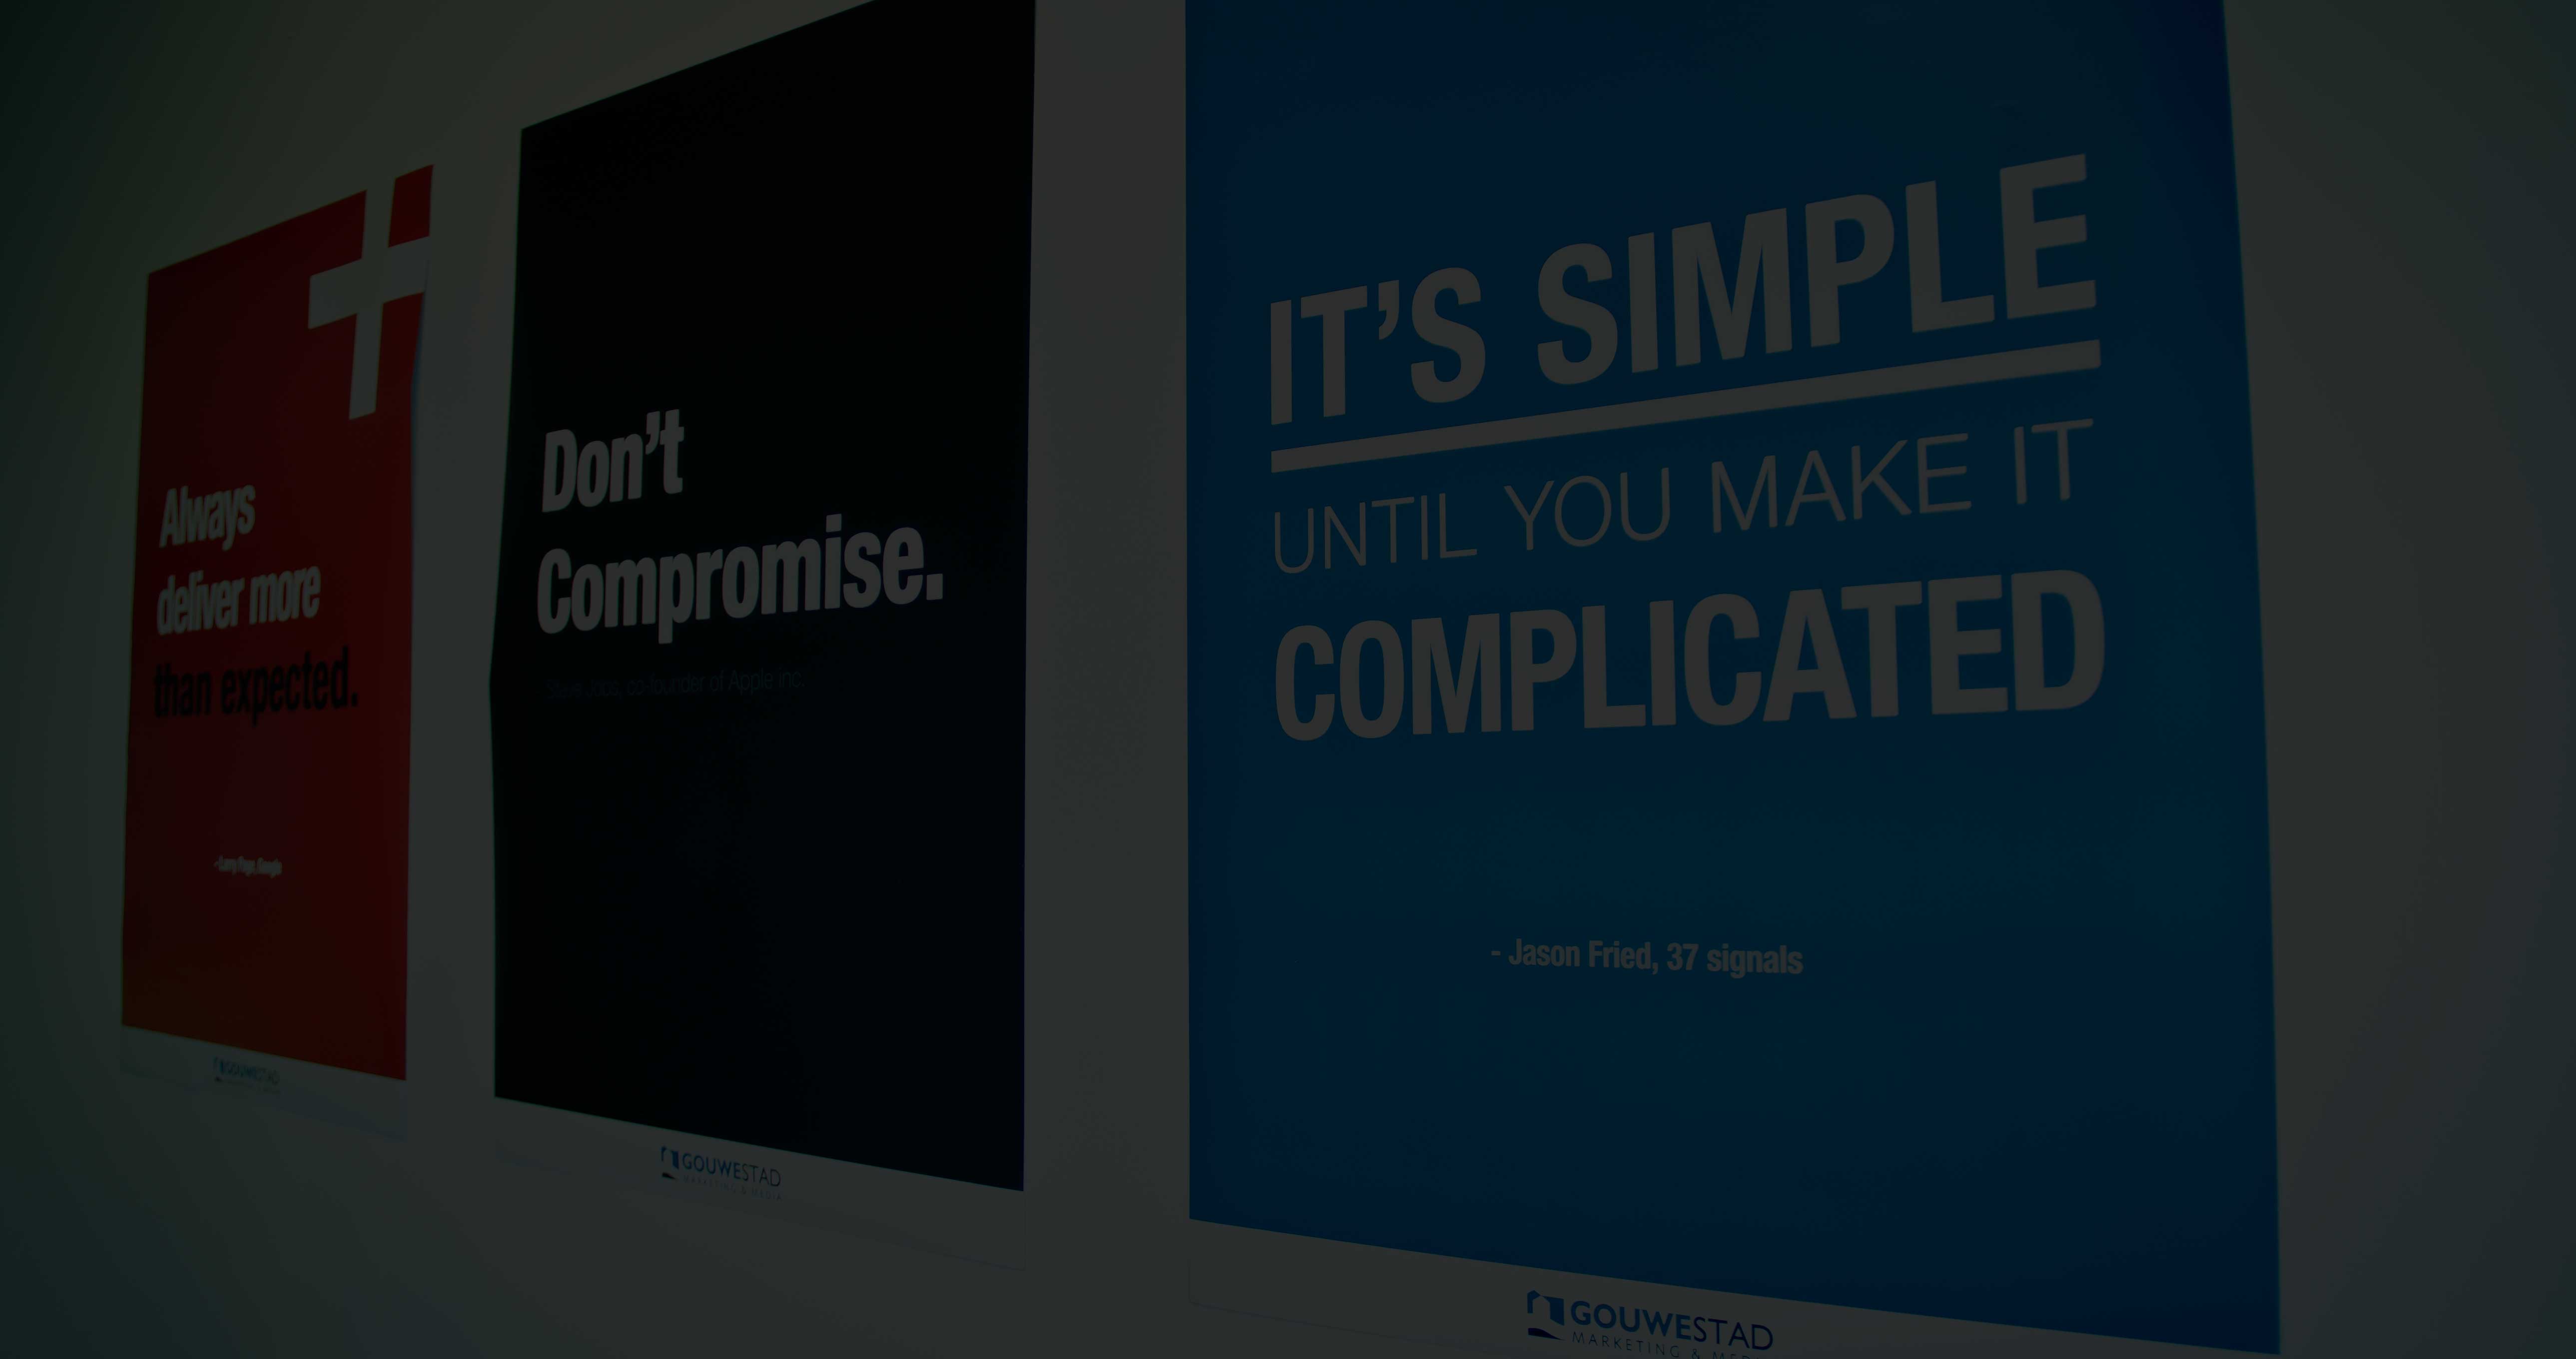 Always
deliver more
than expected.
- Larry Page, Google
GOUWESTAD
Don't
Compromise.
Steve Jobs, co-founder of Apple inc.
GOUWESTAD
MARKETING & MEDIA
IT'S SIMPLE
UNTIL YOU MAKE IT
COMPLICATED
- Jason Fried, 37 signals
GOUWESTAD
MARKETING & MED